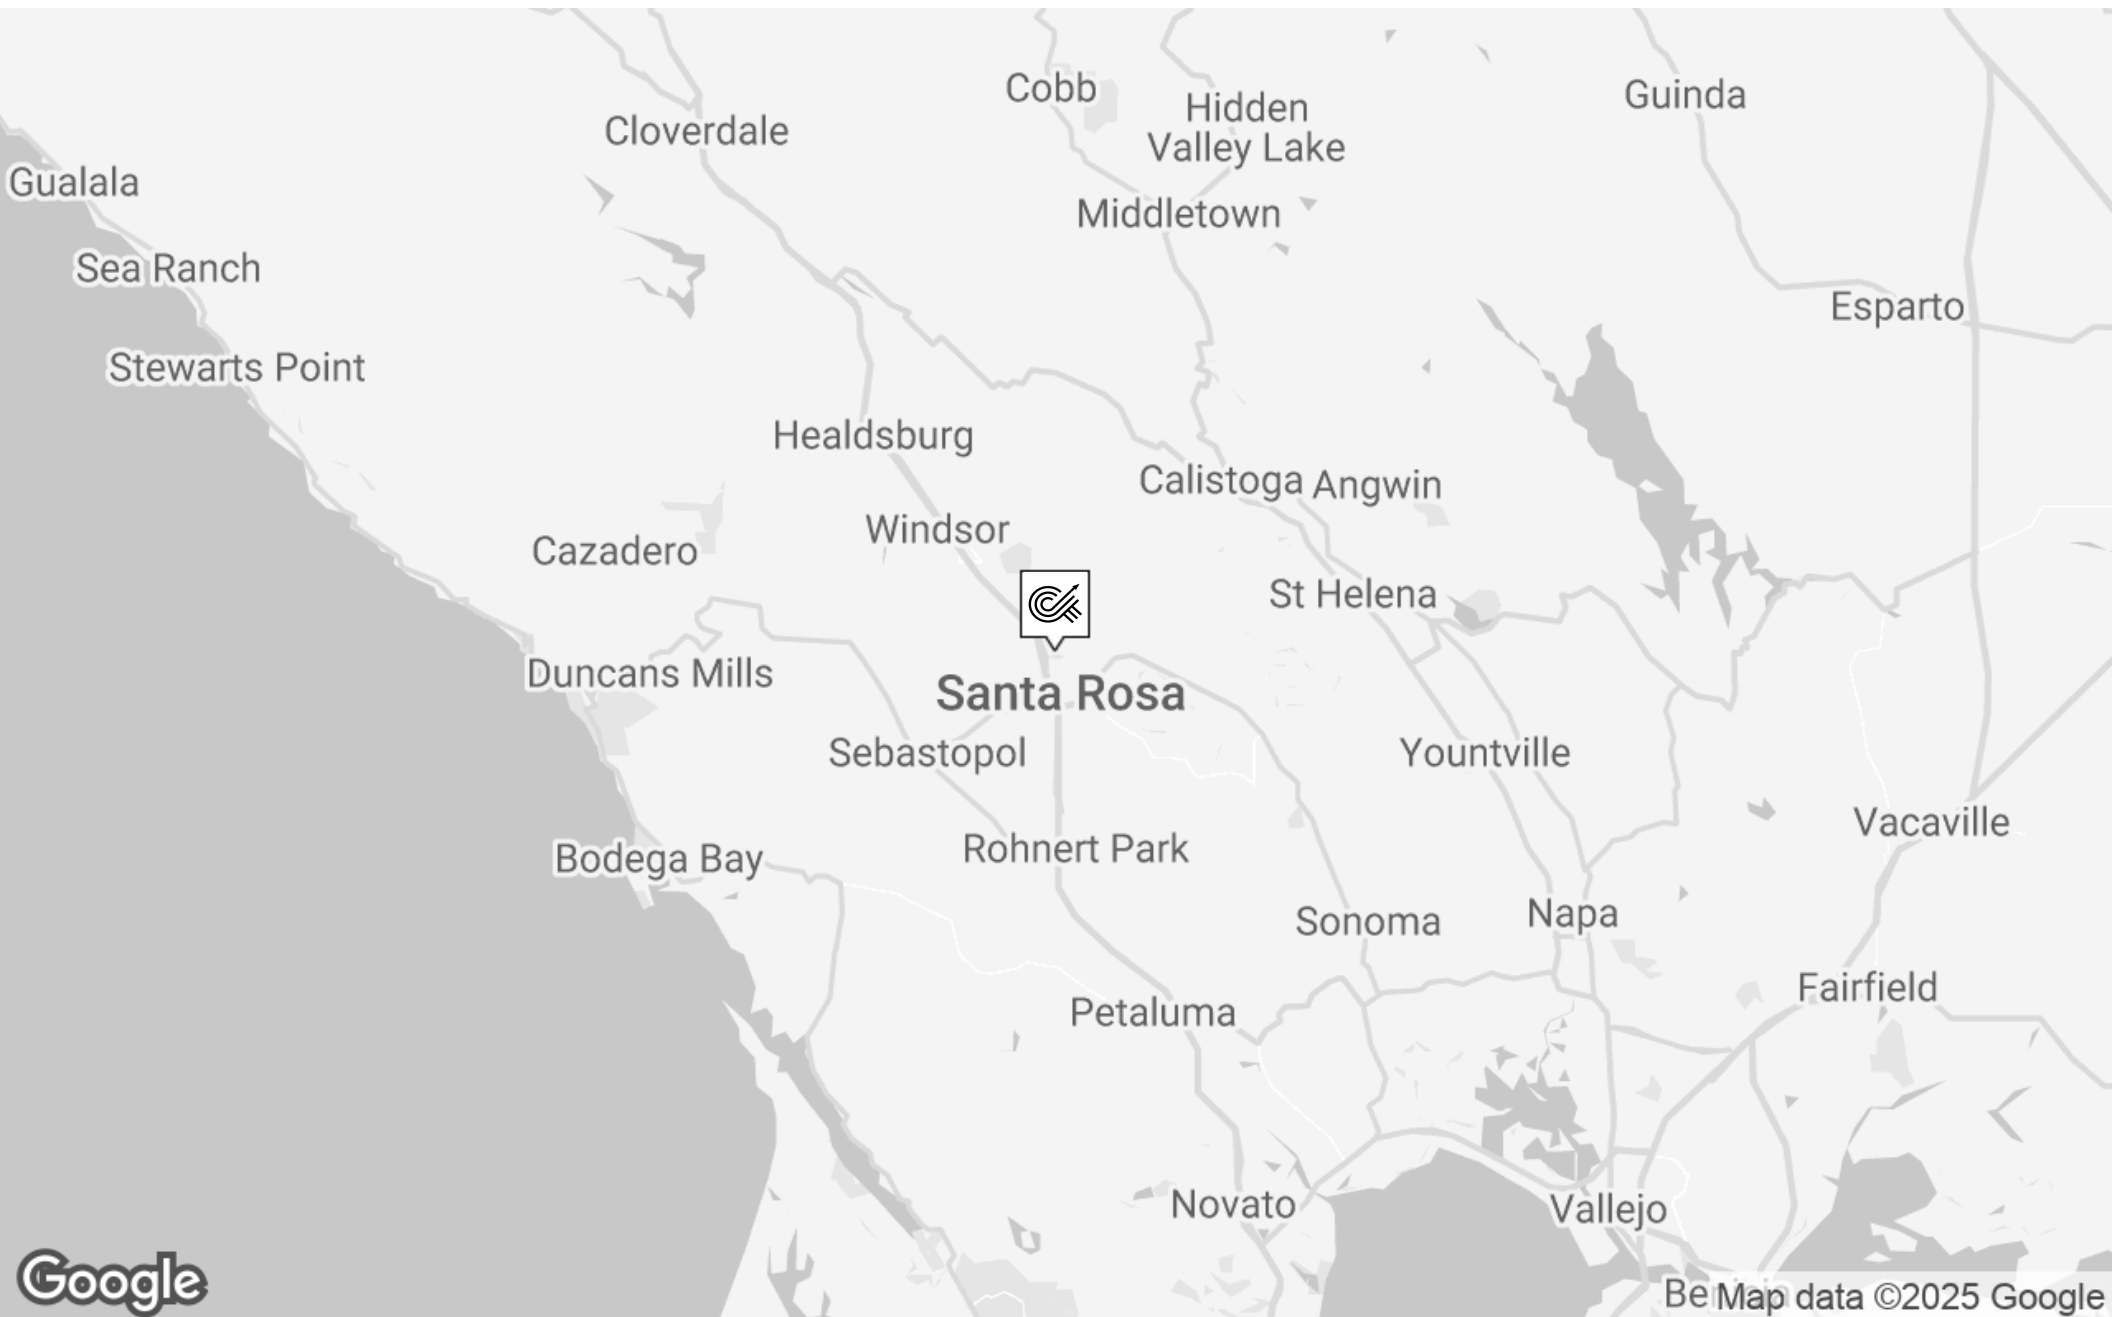 Cobb
Guinda
Hidden
Valley Lake
Cloverdale
Gualala
Middletown
Sea Ranch
Esparto
Stewarts Point
Healdsburg
Calistoga
Angwin
Windsor
Cazadero
St Helena
Duncans Mills
Santa Rosa
Sebastopol
Yountville
Vacaville
Rohnert Park
Bodega Bay
Napa
Sonoma
Fairfield
Petaluma
Novato
Vallejo
Google
Map data ©2025 Google